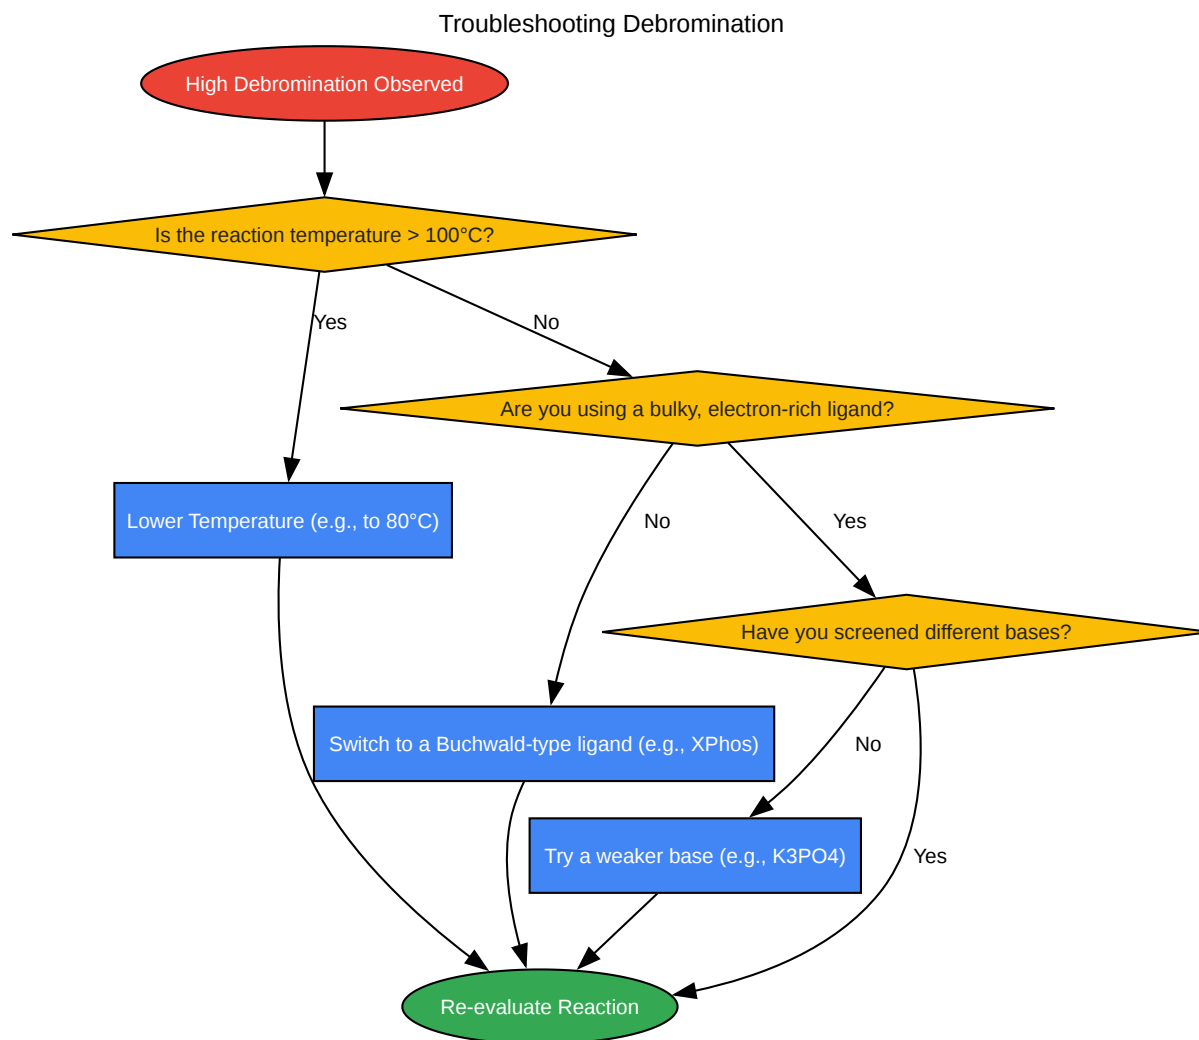 Troubleshooting Debromination
High Debromination Observed
Is the reaction temperature > 100°C?
Yes
No
Are you using a bulky, electron-rich ligand?
Lower Temperature (e.g., to 80°C)
No
Yes
Have you screened different bases?
Switch to a Buchwald-type ligand (e.g., XPhos)
No
Try a weaker base (e.g., K3PO4)
Yes
Re-evaluate Reaction